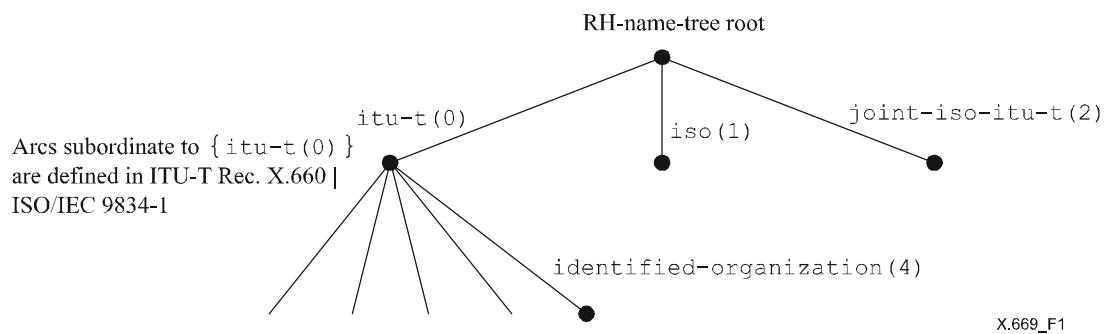 RH-name-tree root
itu-t(0)
iso(1)
joint-iso-itu-t(2)
Arcs subordinate to {itu-t(0)}
are defined in ITU-T Rec. X.660 |
ISO/IEC 9834-1
identified-organization(4)
X.669_F1